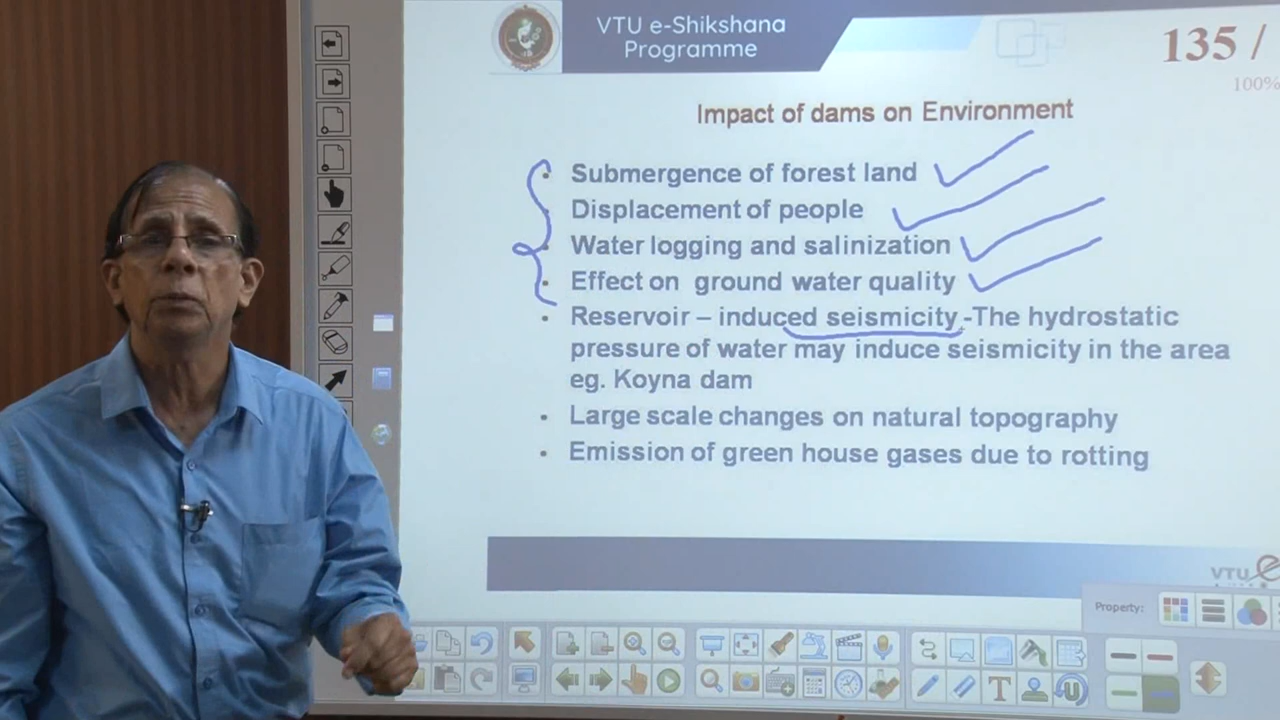 VTU e-Shikshana
Programme
135 /
100%
Impact of dams on Environment
• Submergence of forest land
• Displacement of people
• Water logging and salinization
• Effect on ground water quality
• Reservoir – induced seismicity -The hydrostatic
pressure of water may induce seismicity in the area
eg. Koyna dam
• Large scale changes on natural topography
• Emission of green house gases due to rotting
VTU e
Property:
T